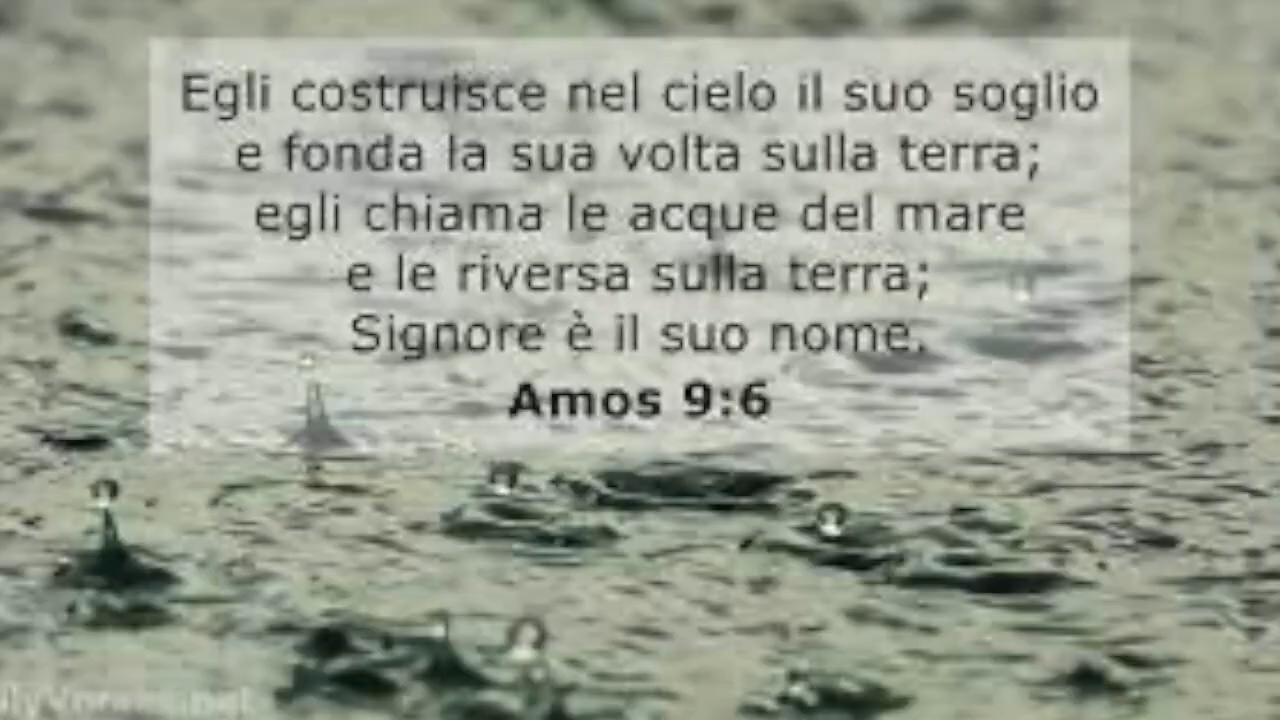 Egli costruisce nel cielo il suo soglio
e fonda la sua volta sulla terra;
egli chiama le acque del mare
e le riversa sulla terra;
Signore è il suo nome.
Amos 9:6